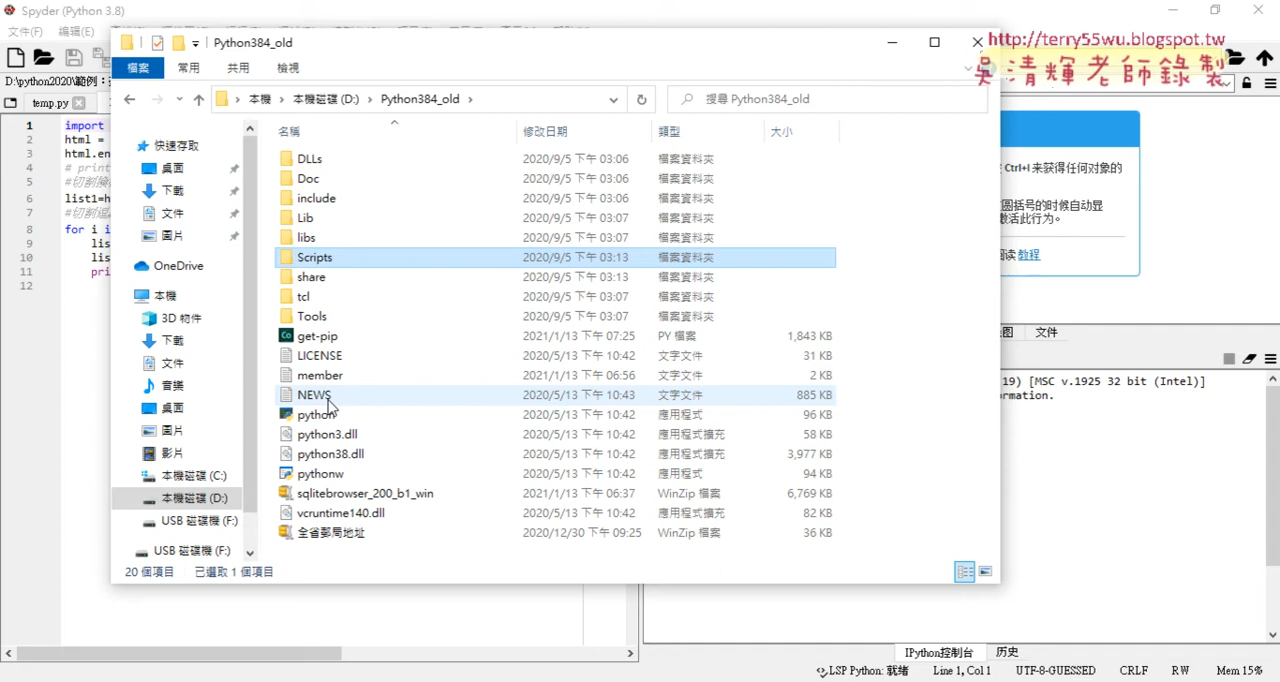 Spyder (Python 3.8)
文件(F) 編辑(E)
Python384_old
http://terry55wu.blogspot.tw
吳清輝老師錄製
檔案 常用 共用 檢視
D:\python2020\範例:
本機 › 本機磁碟 (D:) › Python384_old ›
搜尋 Python384_old
temp.py
1 import
2 html =
3 html.en
4 # prin
5
6 list1=h
7
8 for i i
9 lis
10 lis
11 pri
12
快速存取
桌面
下載
文件
圖片
OneDrive
本機
3D 物件
下載
文件
音樂
桌面
圖片
影片
本機磁碟 (C:)
本機磁碟 (D:)
USB 磁碟機 (F:)
USB 磁碟機 (F:)
名稱 修改日期 類型 大小
DLLs 2020/9/5 下午 03:06 檔案資料夾
Doc 2020/9/5 下午 03:06 檔案資料夾
include 2020/9/5 下午 03:06 檔案資料夾
Lib 2020/9/5 下午 03:07 檔案資料夾
libs 2020/9/5 下午 03:07 檔案資料夾
Scripts 2020/9/5 下午 03:13 檔案資料夾
share 2020/9/5 下午 03:13 檔案資料夾
tcl 2020/9/5 下午 03:07 檔案資料夾
Tools 2020/9/5 下午 03:06 檔案資料夾
get-pip 2021/1/13 下午 07:25 PY 檔案 1,843 KB
LICENSE 2020/5/13 下午 10:42 文字文件 31 KB
member 2021/1/13 下午 06:56 文字文件 2 KB
NEWS 2020/5/13 下午 10:43 文字文件 885 KB
python 2020/5/13 下午 10:42 應用程式 96 KB
python3.dll 2020/5/13 下午 10:42 應用程式擴充 58 KB
python38.dll 2020/5/13 下午 10:42 應用程式擴充 3,977 KB
pythonw 2020/5/13 下午 10:42 應用程式 94 KB
sqlitebrowser_200_b1_win 2021/1/13 下午 06:37 WinZip 檔案 6,769 KB
vcruntime140.dll 2020/5/13 下午 10:42 應用程式擴充 82 KB
全省郵局地址 2020/12/30 下午 09:25 WinZip 檔案 36 KB
20 個項目 已選取 1 個項目
Ctrl+I 来获得任何对象的
圆括号的时候自动显
激活此行为。
阅读 教程
图 文件
19) [MSC v.1925 32 bit (Intel)]
ormation.
IPython控制台 历史
LSP Python: 就绪 Line 1, Col 1 UTF-8-GUESSED CRLF RW Mem 15%